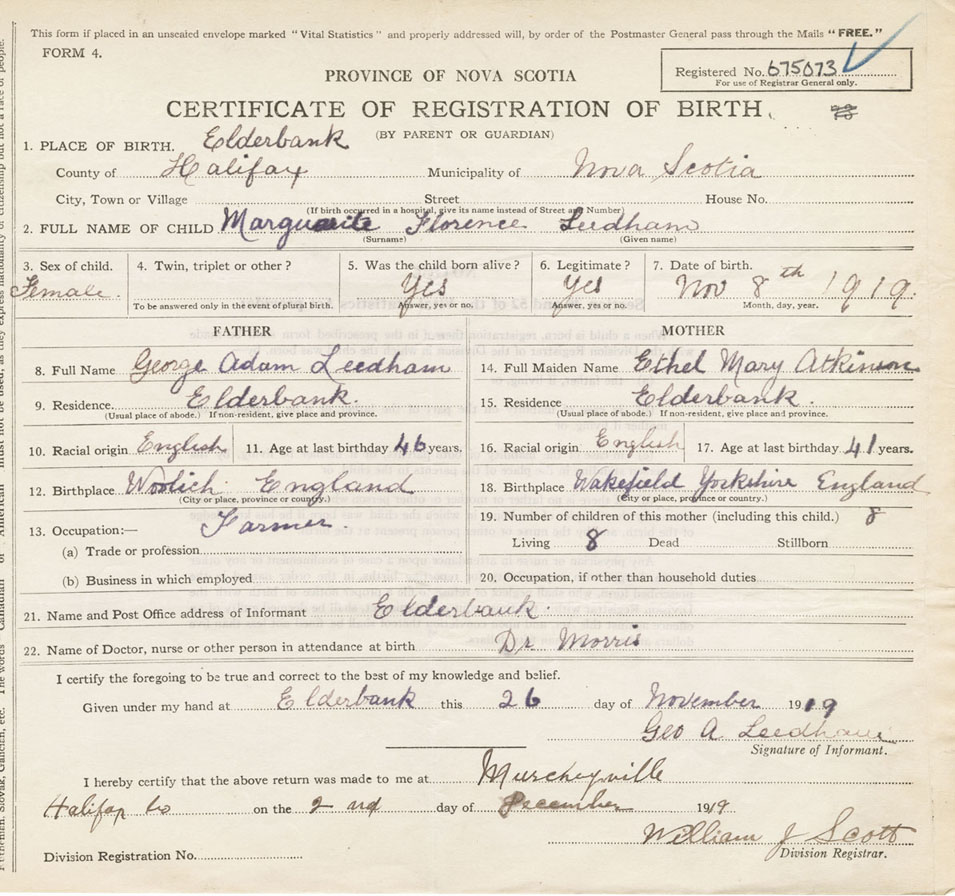 This form if placed in an unsealed envelope marked "Vital Statistics" and properly addressed will, by order of the Postmaster General pass through the Mails "FREE."
FORM 4.
Registered No. 675073
For use of Registrar General only.
PROVINCE OF NOVA SCOTIA
CERTIFICATE OF REGISTRATION OF BIRTH
(BY PARENT OR GUARDIAN)
1. PLACE OF BIRTH. Elderbank
County of Halifax Municipality of Nova Scotia
City, Town or Village Street House No.
(If birth occurred in a hospital, give its name instead of Street and Number)
2. FULL NAME OF CHILD Marguerite Florence Leedham
(Surname) (Given name)
3. Sex of child. 4. Twin, triplet or other? 5. Was the child born alive? 6. Legitimate? 7. Date of birth.
Female. Yes Yes Nov 8th 1919.
To be answered only in the event of plural birth. Answer, yes or no. Answer, yes or no. Month, day, year.
FATHER MOTHER
8. Full Name George Adam Leedham 14. Full Maiden Name Ethel Mary Atkinson
9. Residence. Elderbank. 15. Residence Elderbank.
(Usual place of abode.) If non-resident, give place and province. (Usual place of abode.) If non-resident, give place and province.
10. Racial origin English 11. Age at last birthday 46 years. 16. Racial origin English 17. Age at last birthday 41 years.
12. Birthplace Woolich England 18. Birthplace Wakefield Yorkshire England
(City or place, province or country.) (City or place, province or country.)
13. Occupation:— Farmer. 19. Number of children of this mother (including this child.) 8
(a) Trade or profession Living 8 Dead Stillborn
(b) Business in which employed 20. Occupation, if other than household duties
21. Name and Post Office address of Informant Elderbank.
22. Name of Doctor, nurse or other person in attendance at birth Dr Morris
I certify the foregoing to be true and correct to the best of my knowledge and belief.
Given under my hand at Elderbank this 26 day of November 1919
Geo A Leedham
Signature of Informant.
I hereby certify that the above return was made to me at Murcheyville
Halifax Co on the 2nd day of December 1919
William J Scott
Division Registrar.
Division Registration No.